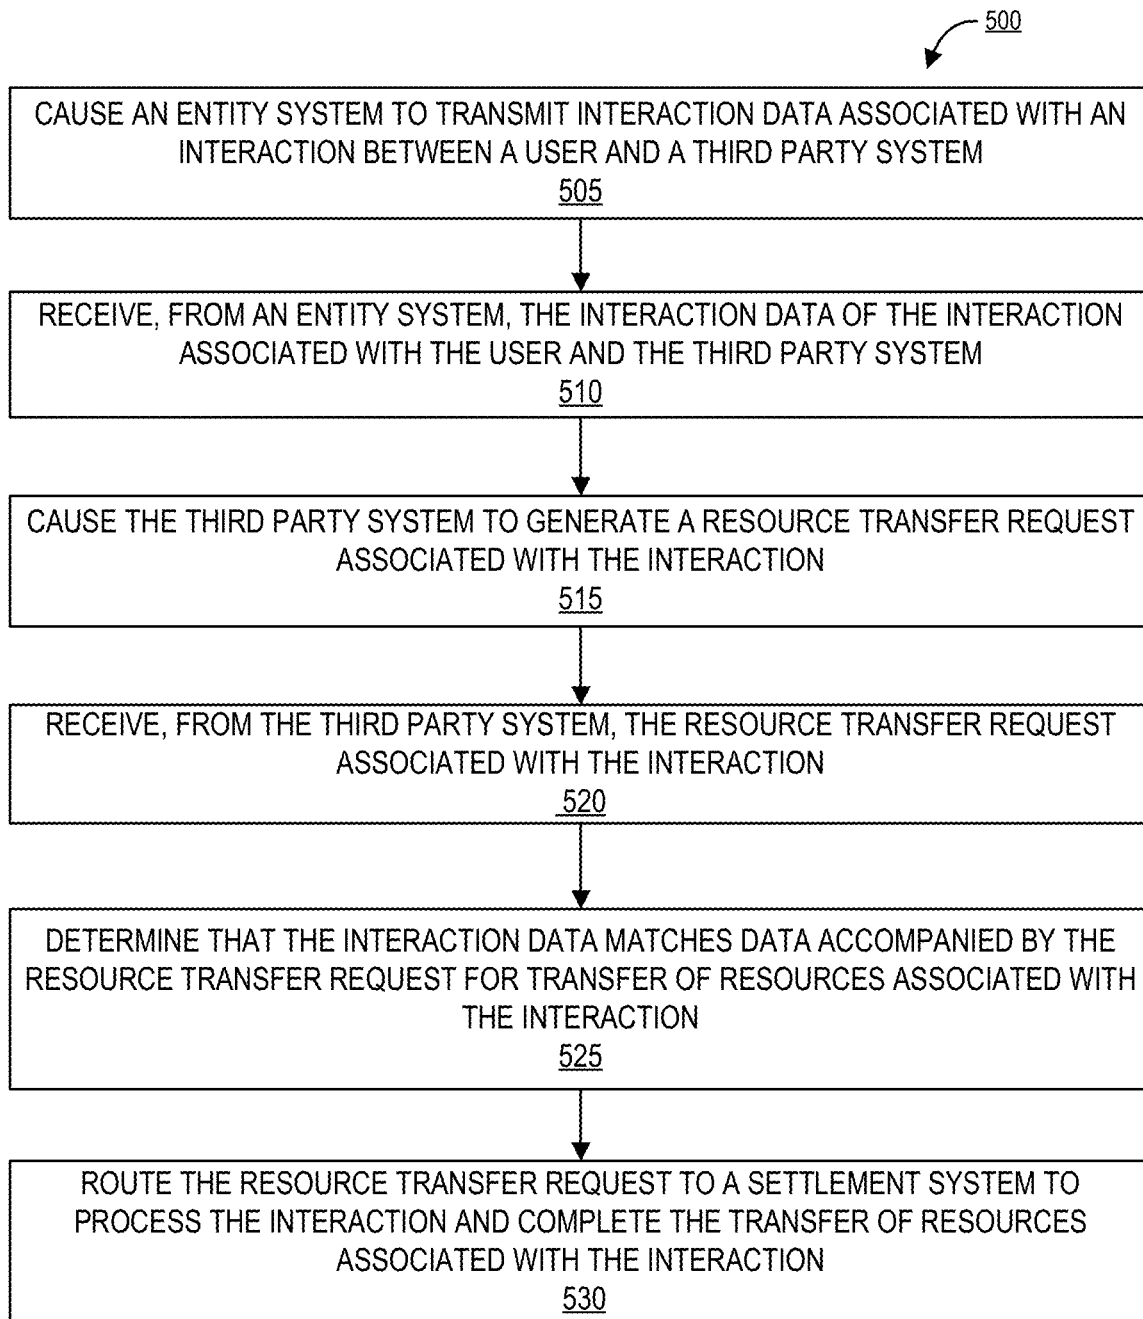 500
CAUSE AN ENTITY SYSTEM TO TRANSMIT INTERACTION DATA ASSOCIATED WITH AN
INTERACTION BETWEEN A USER AND A THIRD PARTY SYSTEM
505
RECEIVE, FROM AN ENTITY SYSTEM, THE INTERACTION DATA OF THE INTERACTION
ASSOCIATED WITH THE USER AND THE THIRD PARTY SYSTEM
510
CAUSE THE THIRD PARTY SYSTEM TO GENERATE A RESOURCE TRANSFER REQUEST
ASSOCIATED WITH THE INTERACTION
515
RECEIVE, FROM THE THIRD PARTY SYSTEM, THE RESOURCE TRANSFER REQUEST
ASSOCIATED WITH THE INTERACTION
520
DETERMINE THAT THE INTERACTION DATA MATCHES DATA ACCOMPANIED BY THE
RESOURCE TRANSFER REQUEST FOR TRANSFER OF RESOURCES ASSOCIATED WITH
THE INTERACTION
525
ROUTE THE RESOURCE TRANSFER REQUEST TO A SETTLEMENT SYSTEM TO
PROCESS THE INTERACTION AND COMPLETE THE TRANSFER OF RESOURCES
ASSOCIATED WITH THE INTERACTION
530